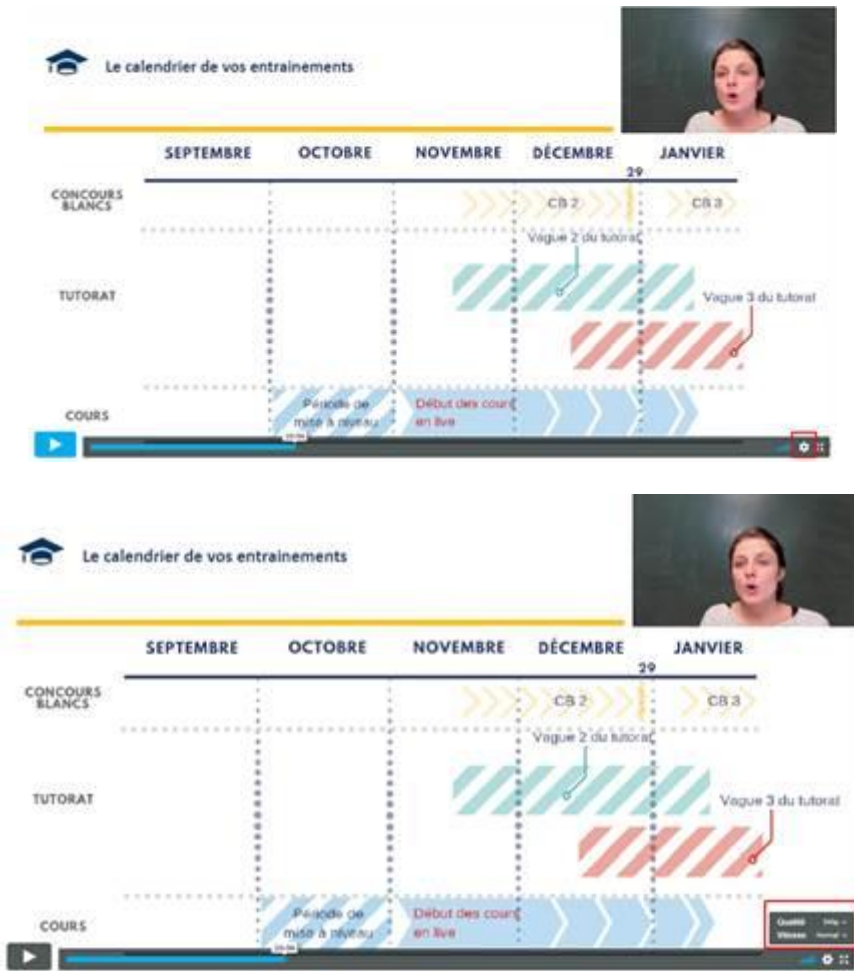 Le calendrier de vos entrainements
SEPTEMBRE OCTOBRE NOVEMBRE DÉCEMBRE JANVIER
29
CONCOURS
BLANCS
CB 2 CB 3
Vague 2 du tutorat
TUTORAT
Vague 3 du tutorat
COURS
Période de
mise à niveau
Début des cours
en live
Le calendrier de vos entrainements
SEPTEMBRE OCTOBRE NOVEMBRE DÉCEMBRE JANVIER
29
CONCOURS
BLANCS
CB 2 CB 3
Vague 2 du tutorat
TUTORAT
Vague 3 du tutorat
COURS
Période de
mise à niveau
Début des cours
en live
Qualité
Vitesse Normal